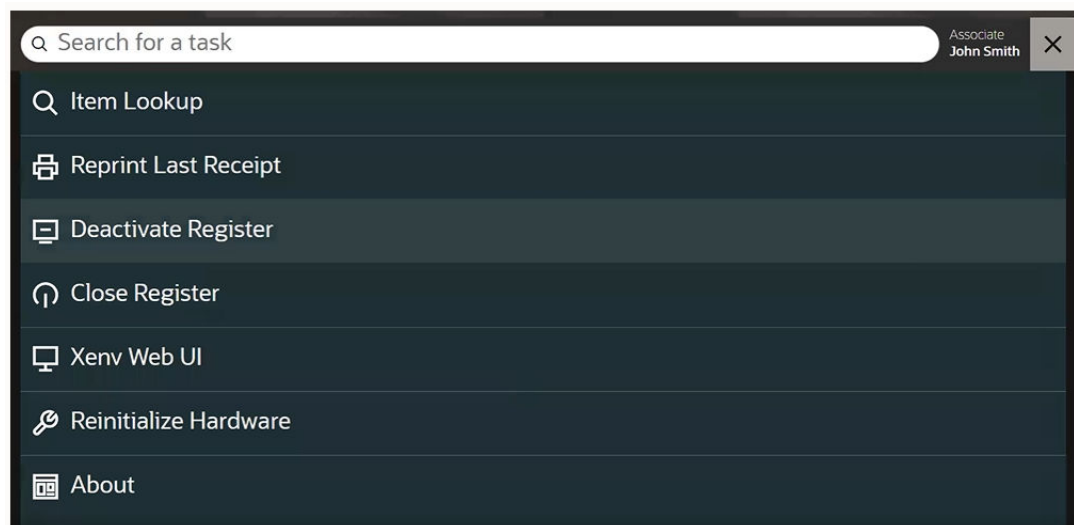 Search for a task
Associate
John Smith
Item Lookup
Reprint Last Receipt
Deactivate Register
Close Register
Xenv Web UI
Reinitialize Hardware
About